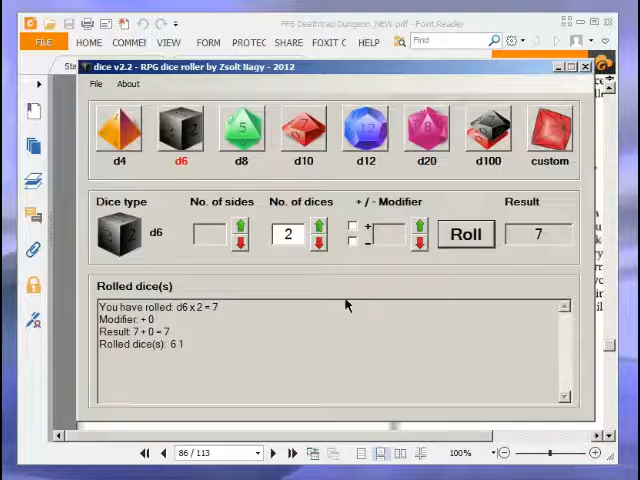 FF6 Deathtrap Dungeon_NEW.pdf - Foxit Reader
FILE HOME COMMEN VIEW FORM PROTEC SHARE FOXIT C HELP Find
Sta
dice v2.2 - RPG dice roller by Zsolt Nagy - 2012
File About
d4 d6 d8 d10 d12 d20 d100 custom
Dice type No. of sides No. of dices + / - Modifier Result
d6 2 + - Roll 7
Rolled dice(s)
You have rolled: d6 x 2 = 7
Modifier: + 0
Result: 7 + 0 = 7
Rolled dice(s): 6 1
86 / 113 100%